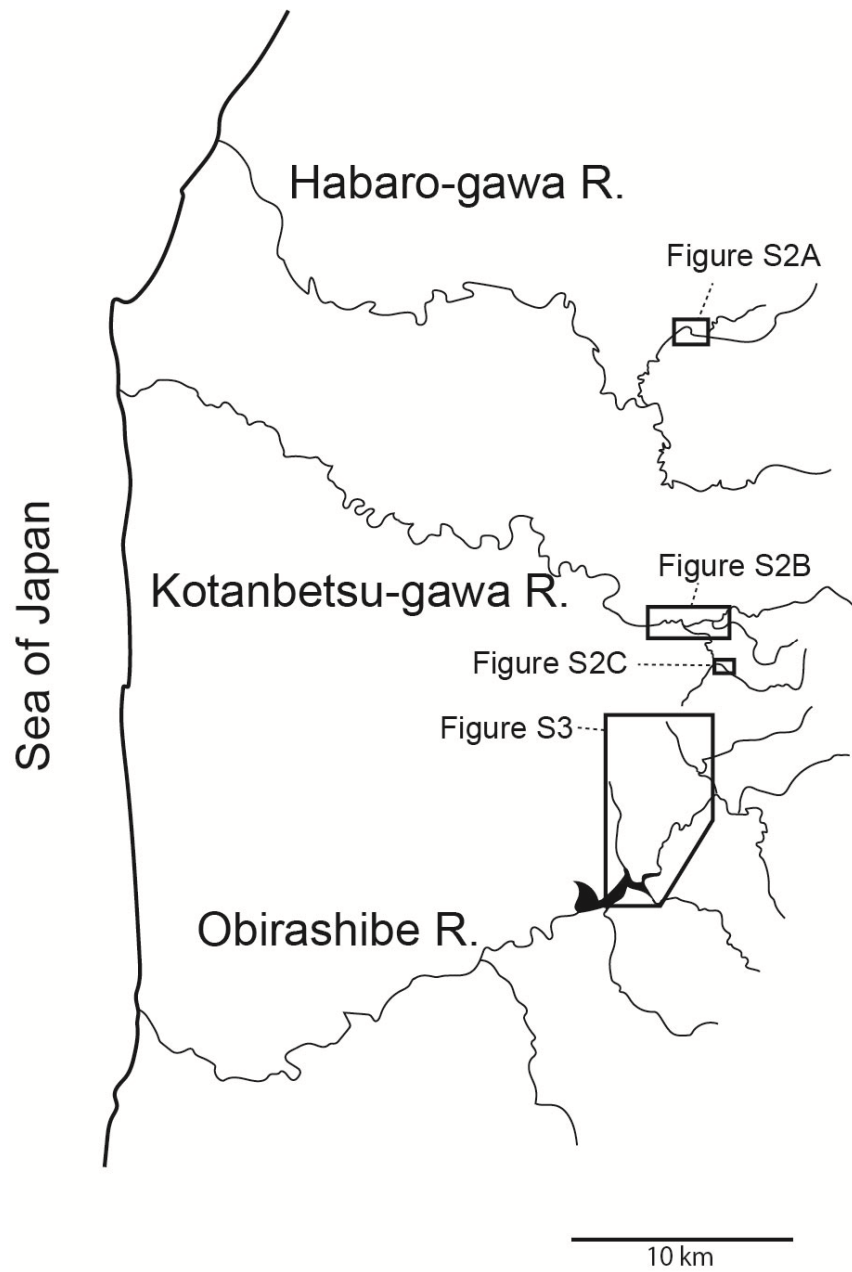 Habaro-gawa R.
Figure S2A
Sea of Japan
Figure S2B
Kotanbetsu-gawa R.
Figure S2C
Figure S3
Obirashibe R.
10 km